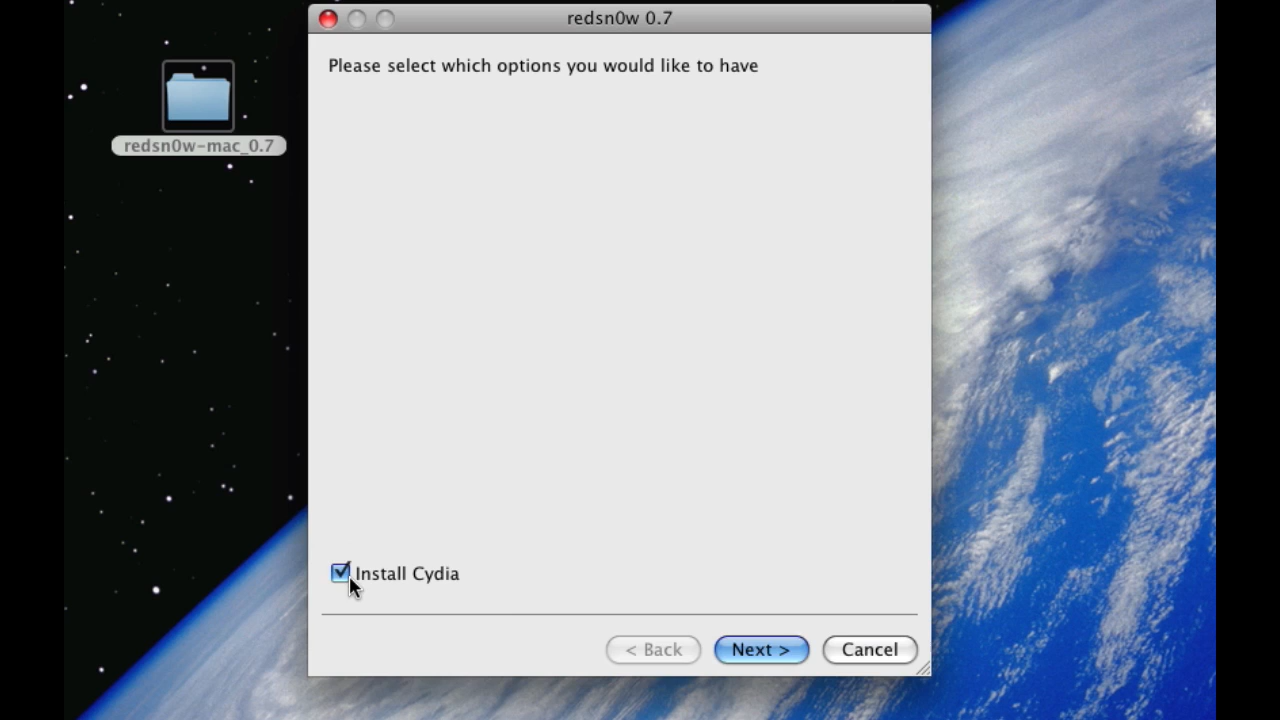 redsn0w 0.7
Please select which options you would like to have
redsn0w-mac_0.7
Install Cydia
< Back
Next >
Cancel